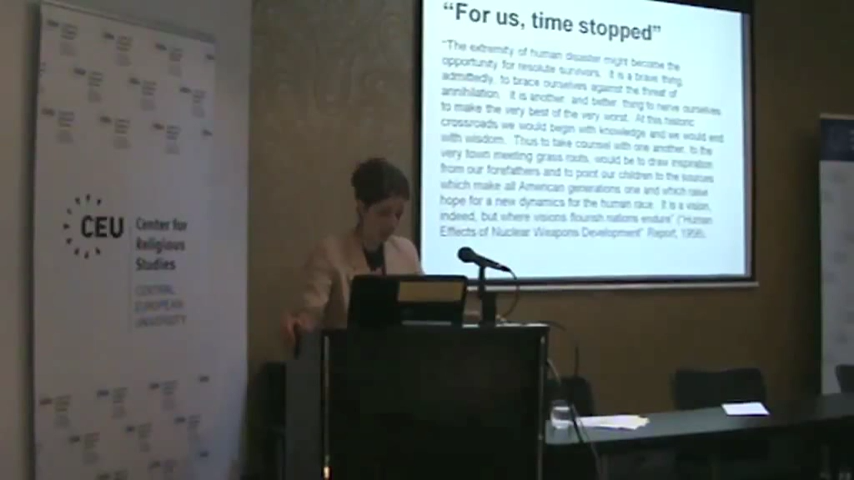 "For us, time stopped"
"The extremity of human disaster might become the
opportunity for resolute survivors. It is a brave thing,
admittedly, to brace ourselves against the threat of
annihilation. It is another, and better, thing to nerve ourselves
to make the very best of the very worst. At this historic
crossroads we would begin with knowledge and we would end
with wisdom. Thus to take counsel with one another, to the
very town meeting grass roots, would be to draw inspiration
from our forefathers and to point our children to the sources
which make all American generations one and which raise
hope for a new dynamics for the human race. It is a vision,
indeed, but where visions flourish nations endure" ("Human
Effects of Nuclear Weapons Development" Report,
CEU
Center for
Religious
Studies
CENTRAL
EUROPEAN
UNIVERSITY